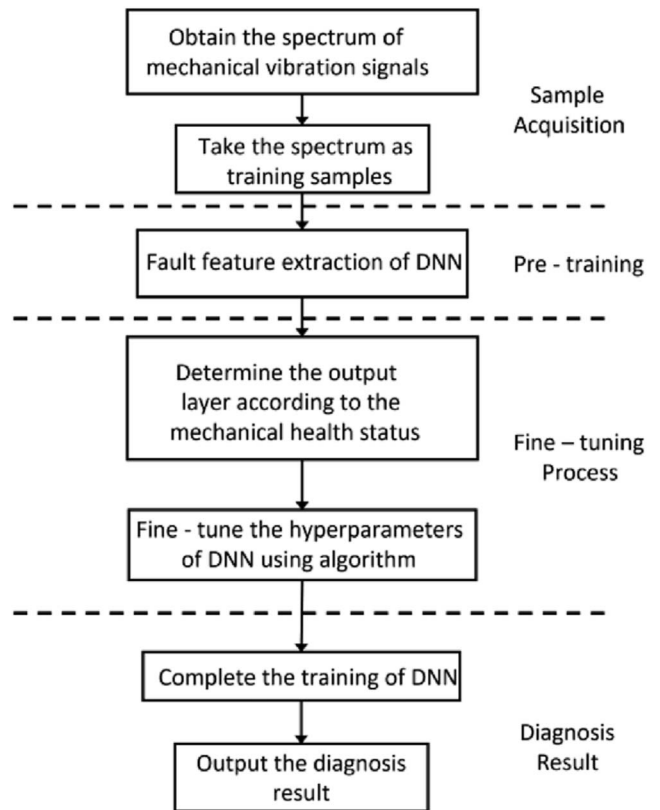 Obtain the spectrum of
mechanical vibration signals
Sample
Acquisition
Take the spectrum as
training samples
Fault feature extraction of DNN
Pre - training
Determine the output
layer according to the
mechanical health status
Fine – tuning
Process
Fine - tune the hyperparameters
of DNN using algorithm
Complete the training of DNN
Diagnosis
Result
Output the diagnosis
result